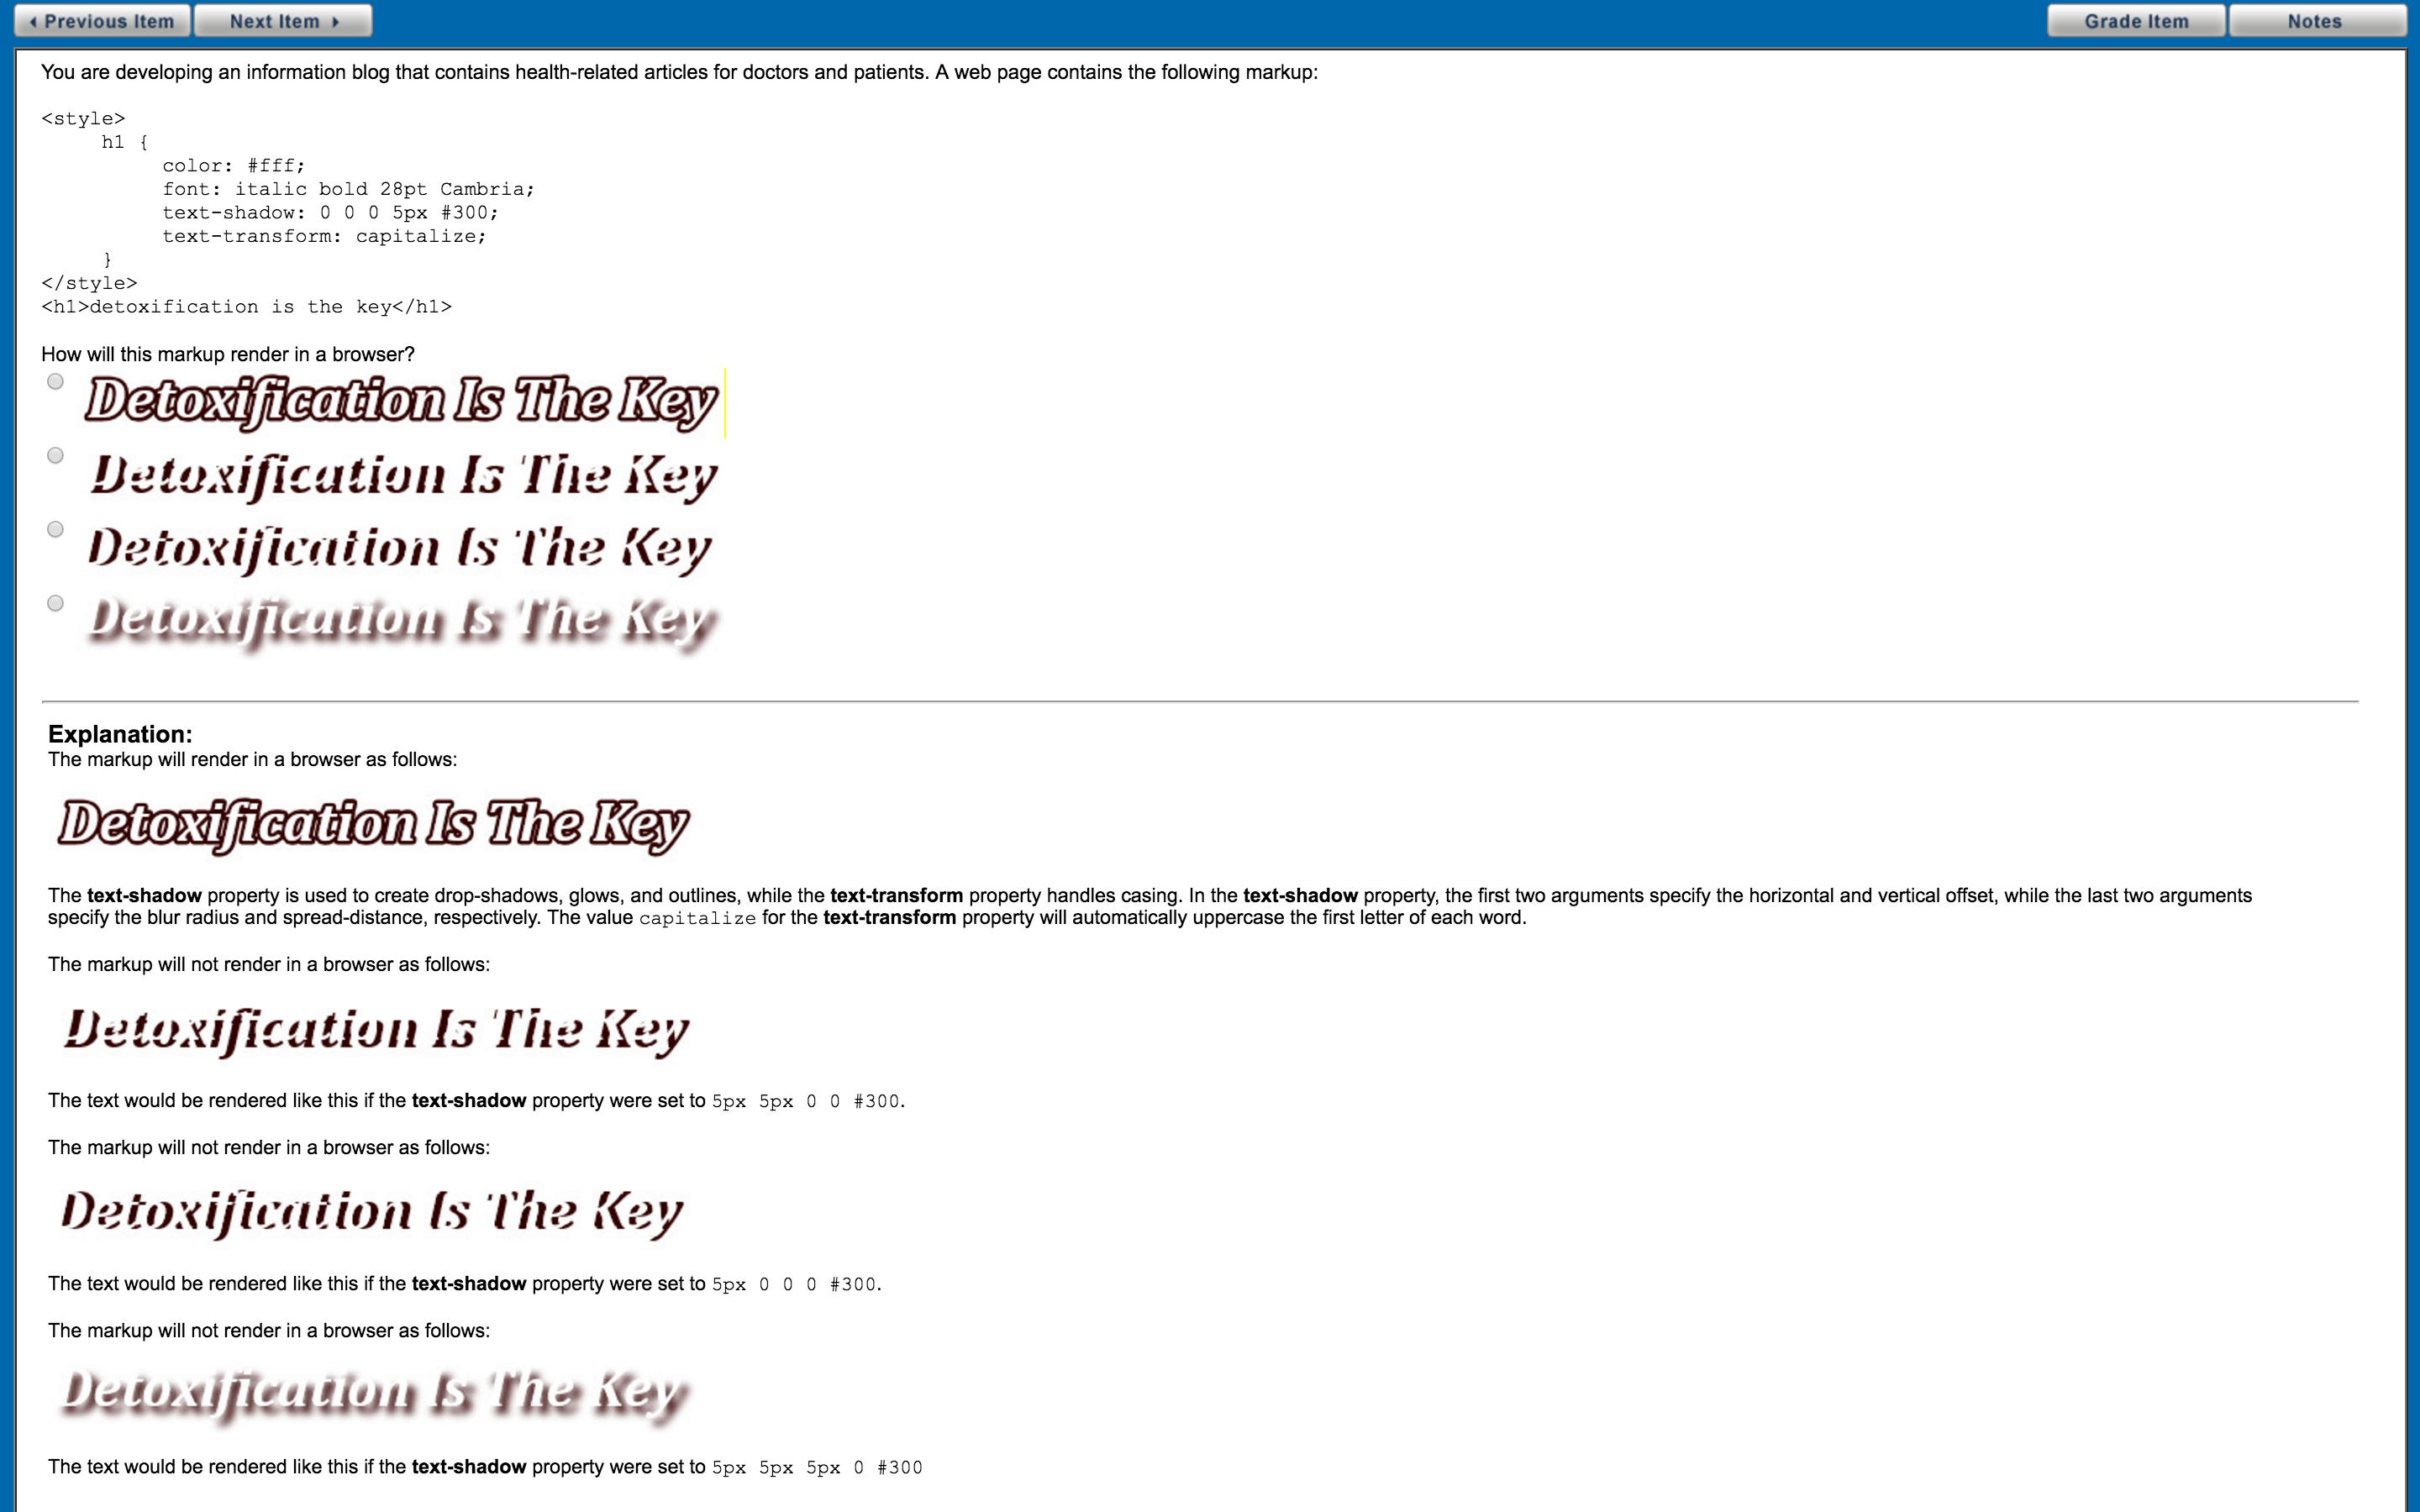 Previous Item
Next Item
Grade Item
Notes
You are developing an information blog that contains health-related articles for doctors and patients. A web page contains the following markup:
<style>
h1 {
color: #fff;
font: italic bold 28pt Cambria;
text-shadow: 0 0 0 5px #300;
text-transform: capitalize;
}
</style>
<h1>detoxification is the key</h1>
How will this markup render in a browser?
Detoxification Is The Key
Detoxification Is The Key
Detoxification Is The Key
Detoxification Is The Key
Explanation:
The markup will render in a browser as follows:
Detoxification Is The Key
The text-shadow property is used to create drop-shadows, glows, and outlines, while the text-transform property handles casing. In the text-shadow property, the first two arguments specify the horizontal and vertical offset, while the last two arguments
specify the blur radius and spread-distance, respectively. The value capitalize for the text-transform property will automatically uppercase the first letter of each word.
The markup will not render in a browser as follows:
Detoxification Is The Key
The text would be rendered like this if the text-shadow property were set to 5px 5px 0 0 #300.
The markup will not render in a browser as follows:
Detoxification Is The Key
The text would be rendered like this if the text-shadow property were set to 5px 0 0 0 #300.
The markup will not render in a browser as follows:
Detoxification Is The Key
The text would be rendered like this if the text-shadow property were set to 5px 5px 5px 0 #300